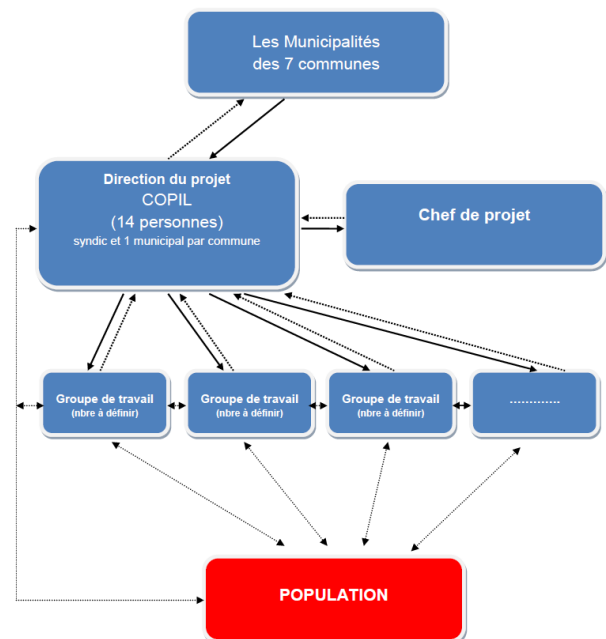 Les Municipalités
des 7 communes
Direction du projet
COPIL
(14 personnes)
syndic et 1 municipal par commune
Chef de projet
Groupe de travail
(nbre à définir)
Groupe de travail
(nbre à définir)
Groupe de travail
(nbre à définir)
.............
POPULATION